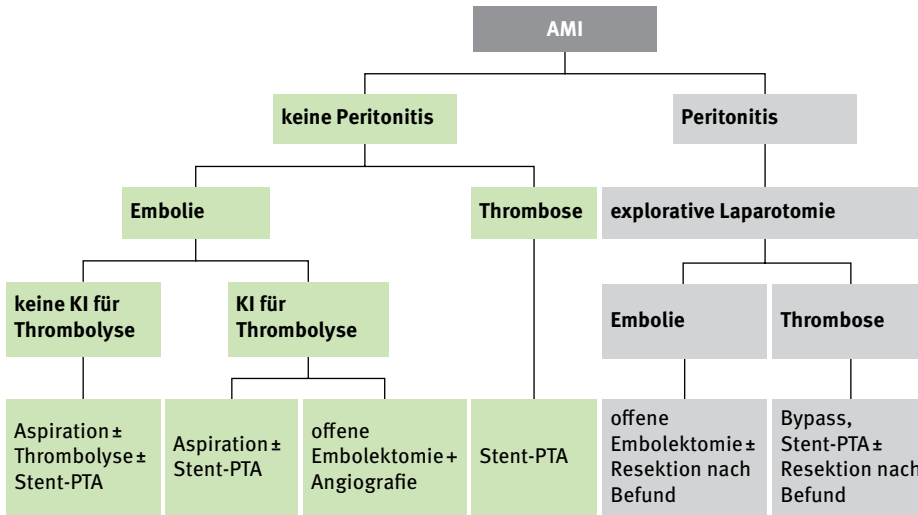 AMI
keine Peritonitis
Peritonitis
Embolie
Thrombose
explorative Laparotomie
keine KI für
Thrombolyse
KI für
Thrombolyse
Embolie
Thrombose
Aspiration ±
Thrombolyse ±
Stent-PTA
Aspiration ±
Stent-PTA
offene
Embolektomie +
Angiografie
Stent-PTA
offene
Embolektomie ±
Resektion nach
Befund
Bypass,
Stent-PTA ±
Resektion nach
Befund